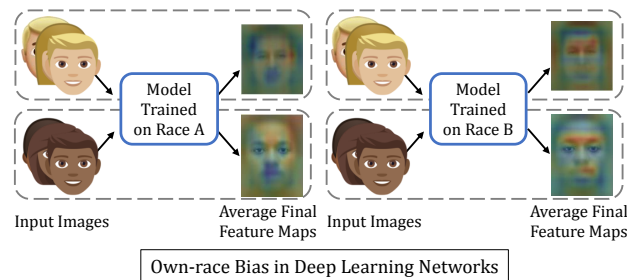 Model
Trained
on Race A
Model
Trained
on Race B
Input Images
Average Final
Feature Maps
Input Images
Average Final
Feature Maps
Own-race Bias in Deep Learning Networks